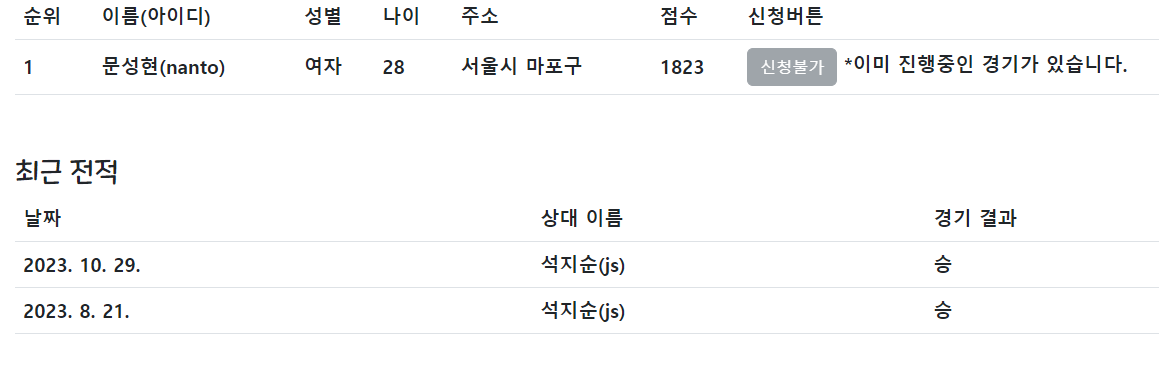 순위 이름(아이디) 성별 나이 주소 점수 신청버튼
1 문성현(nanto) 여자 28 서울시 마포구 1823 신청불가 *이미 진행중인 경기가 있습니다.
최근 전적
날짜 상대 이름 경기 결과
2023. 10. 29. 석지순(js) 승
2023. 8. 21. 석지순(js) 승